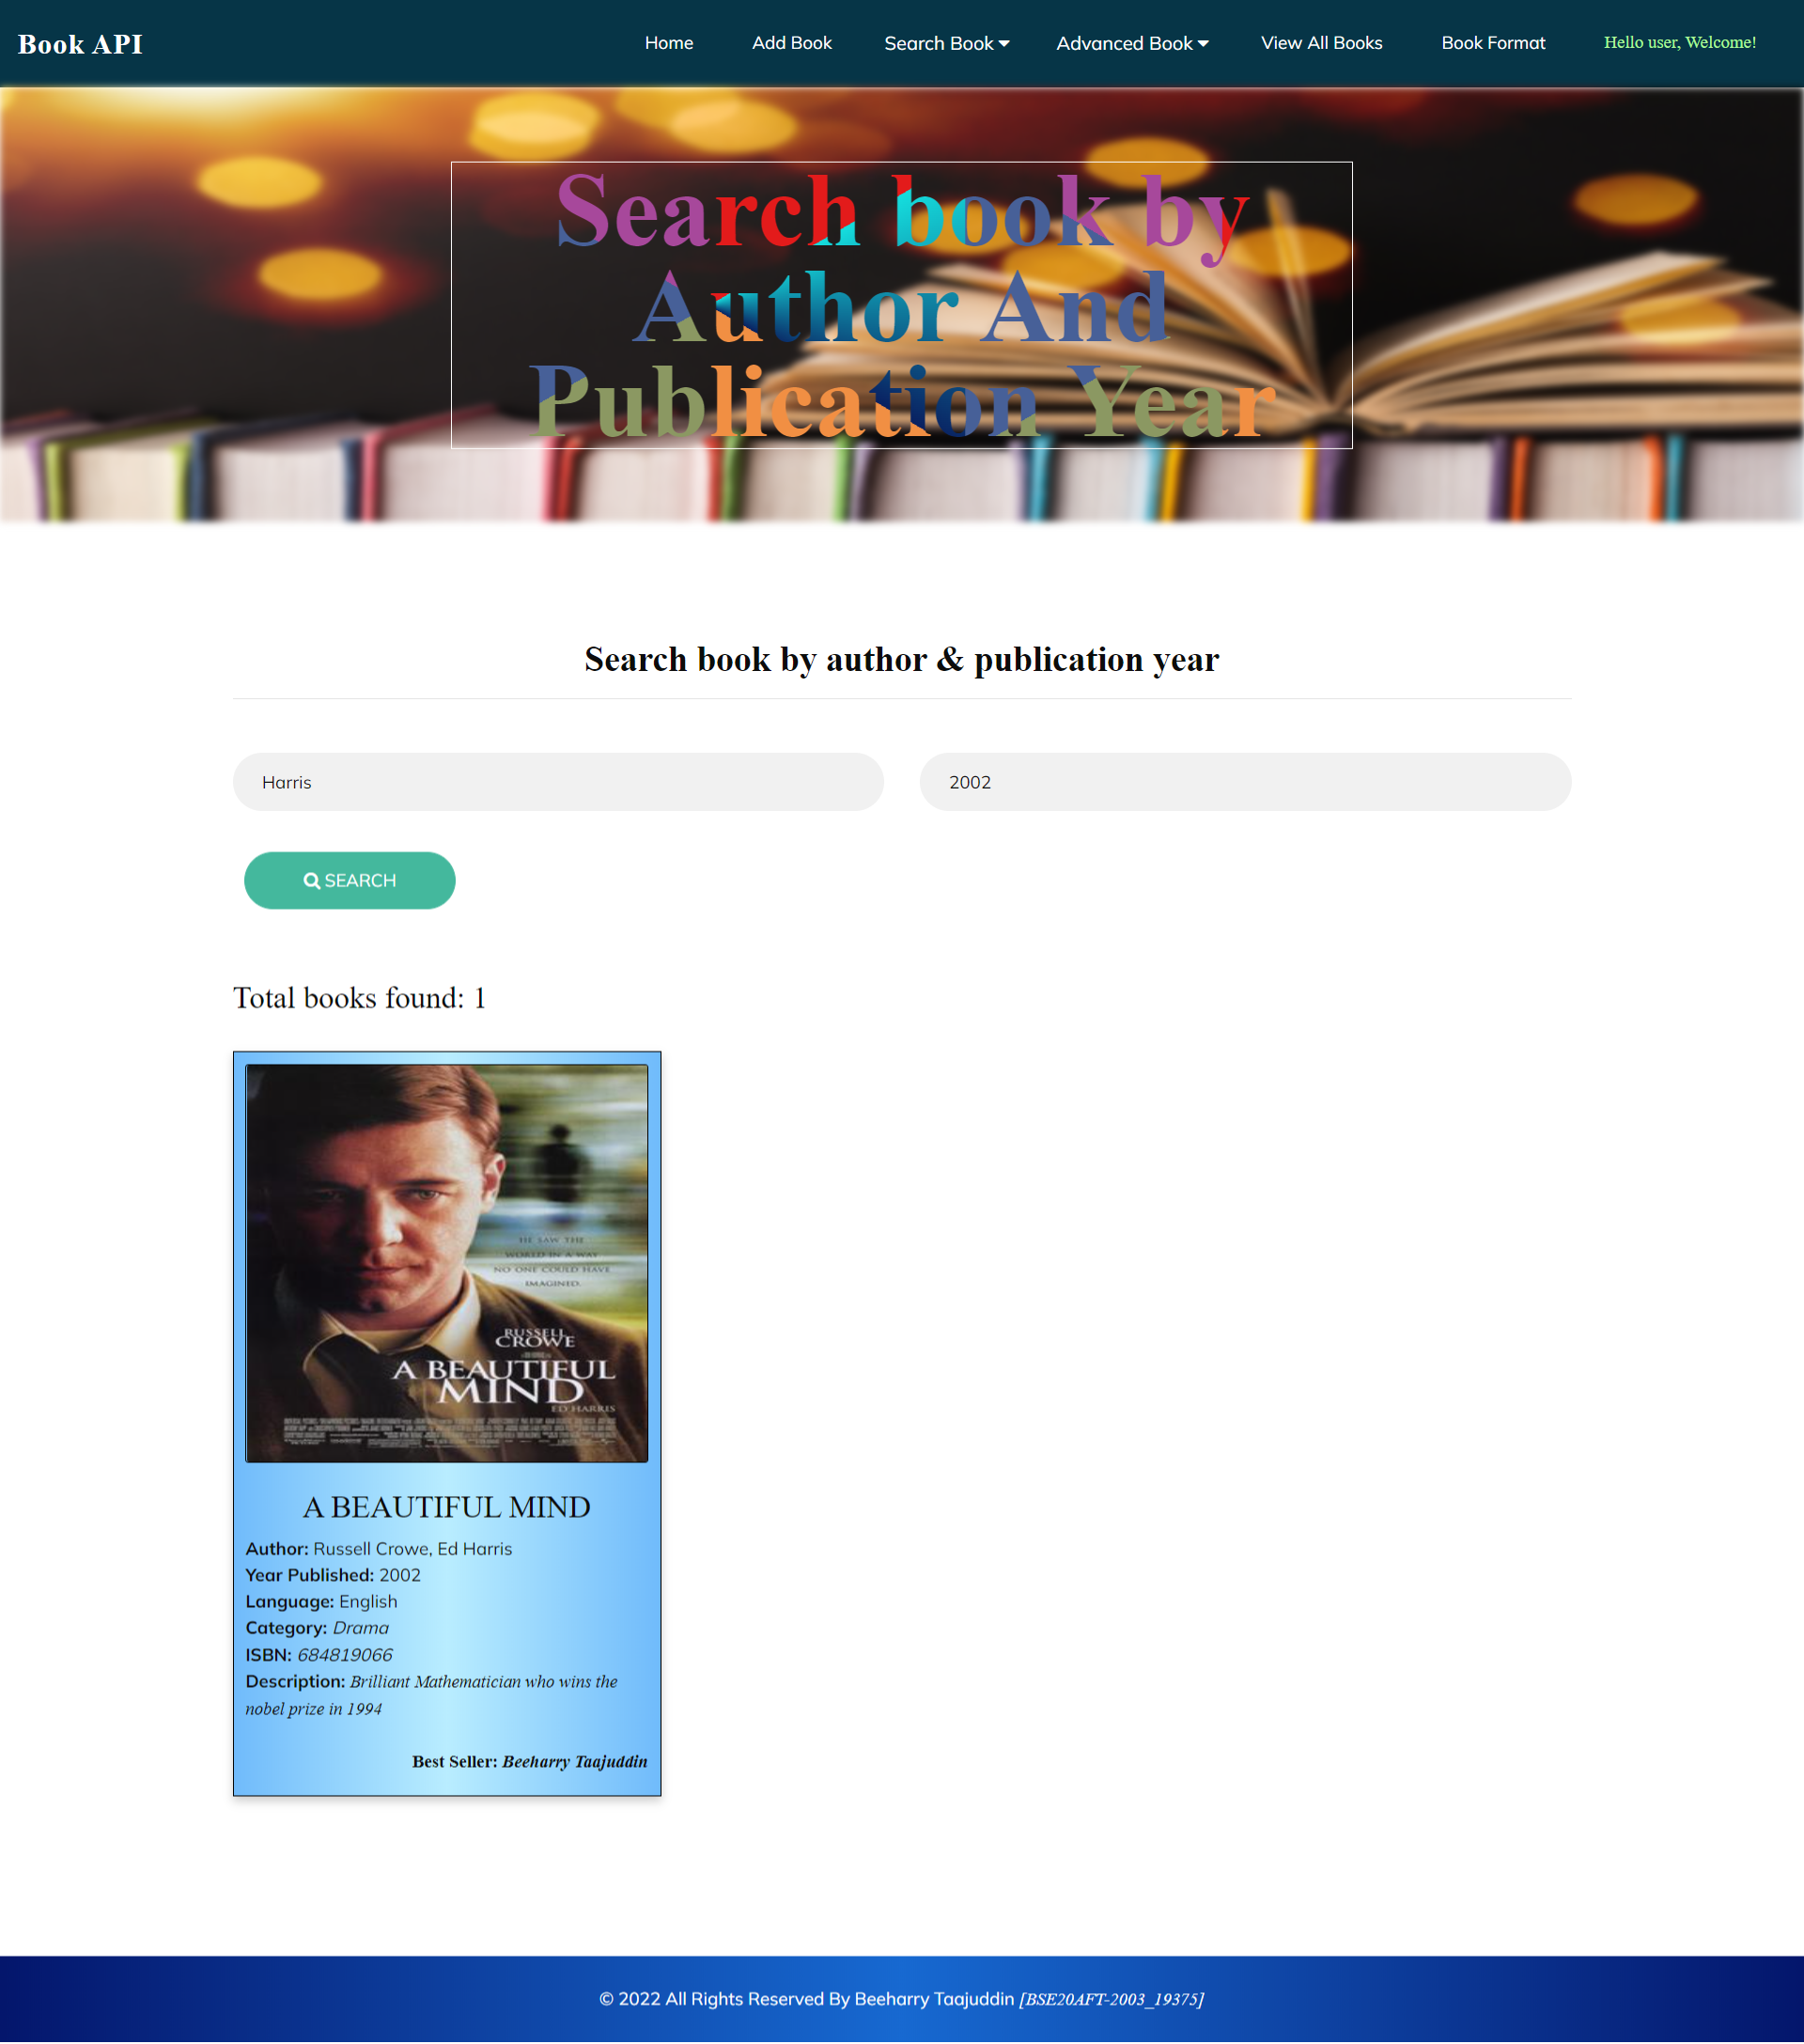 Book API
Home Add Book Search Book Advanced Book View All Books Book Format Hello user, Welcome!
Search book by
Author And
Publication Year
Search book by author & publication year
Harris 2002
SEARCH
Total books found: 1
HE SAW THE
WORLD IN A WAY
NO ONE COULD HAVE
IMAGINED.
RUSSELL
CROWE
A BEAUTIFUL
MIND
ED HARRIS
A BEAUTIFUL MIND
Author: Russell Crowe, Ed Harris
Year Published: 2002
Language: English
Category: Drama
ISBN: 684819066
Description: Brilliant Mathematician who wins the
nobel prize in 1994
Best Seller: Beeharry Taajuddin
© 2022 All Rights Reserved By Beeharry Taajuddin [BSE20AFT-2003_19375]